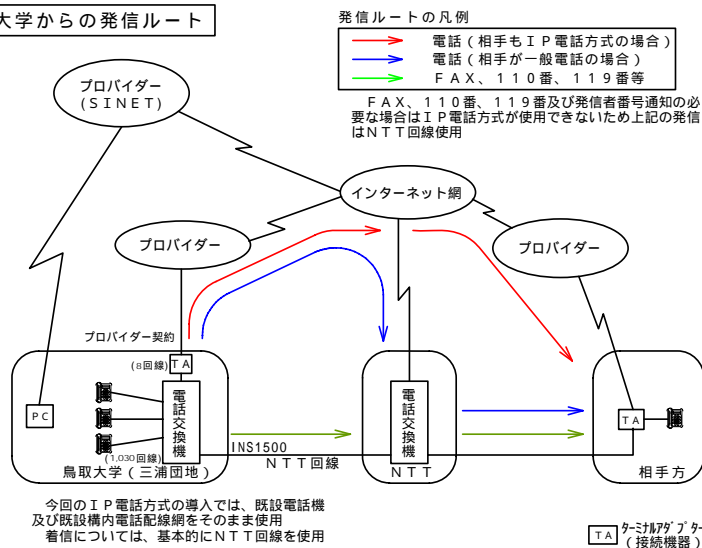 大学からの発信ルート
発信ルートの凡例
電話(相手もIP電話方式の場合)
電話(相手が一般電話の場合)
FAX、110番、119番等
FAX、110番、119番及び発信者番号通知の必
要な場合はIP電話方式が使用できないため上記の発信
はNTT回線使用
プロバイダー
(SINET)
インターネット網
プロバイダー
プロバイダー
プロバイダー契約
(8回線)
TA
PC
電話交換機
(1,030回線)
鳥取大学(三浦団地)
INS1500
NTT回線
電話交換機
NTT
TA
相手方
今回のIP電話方式の導入では、既設電話機
及び既設構内電話配線網をそのまま使用
着信については、基本的にNTT回線を使用
TA
ターミナルアダプター
(接続機器)